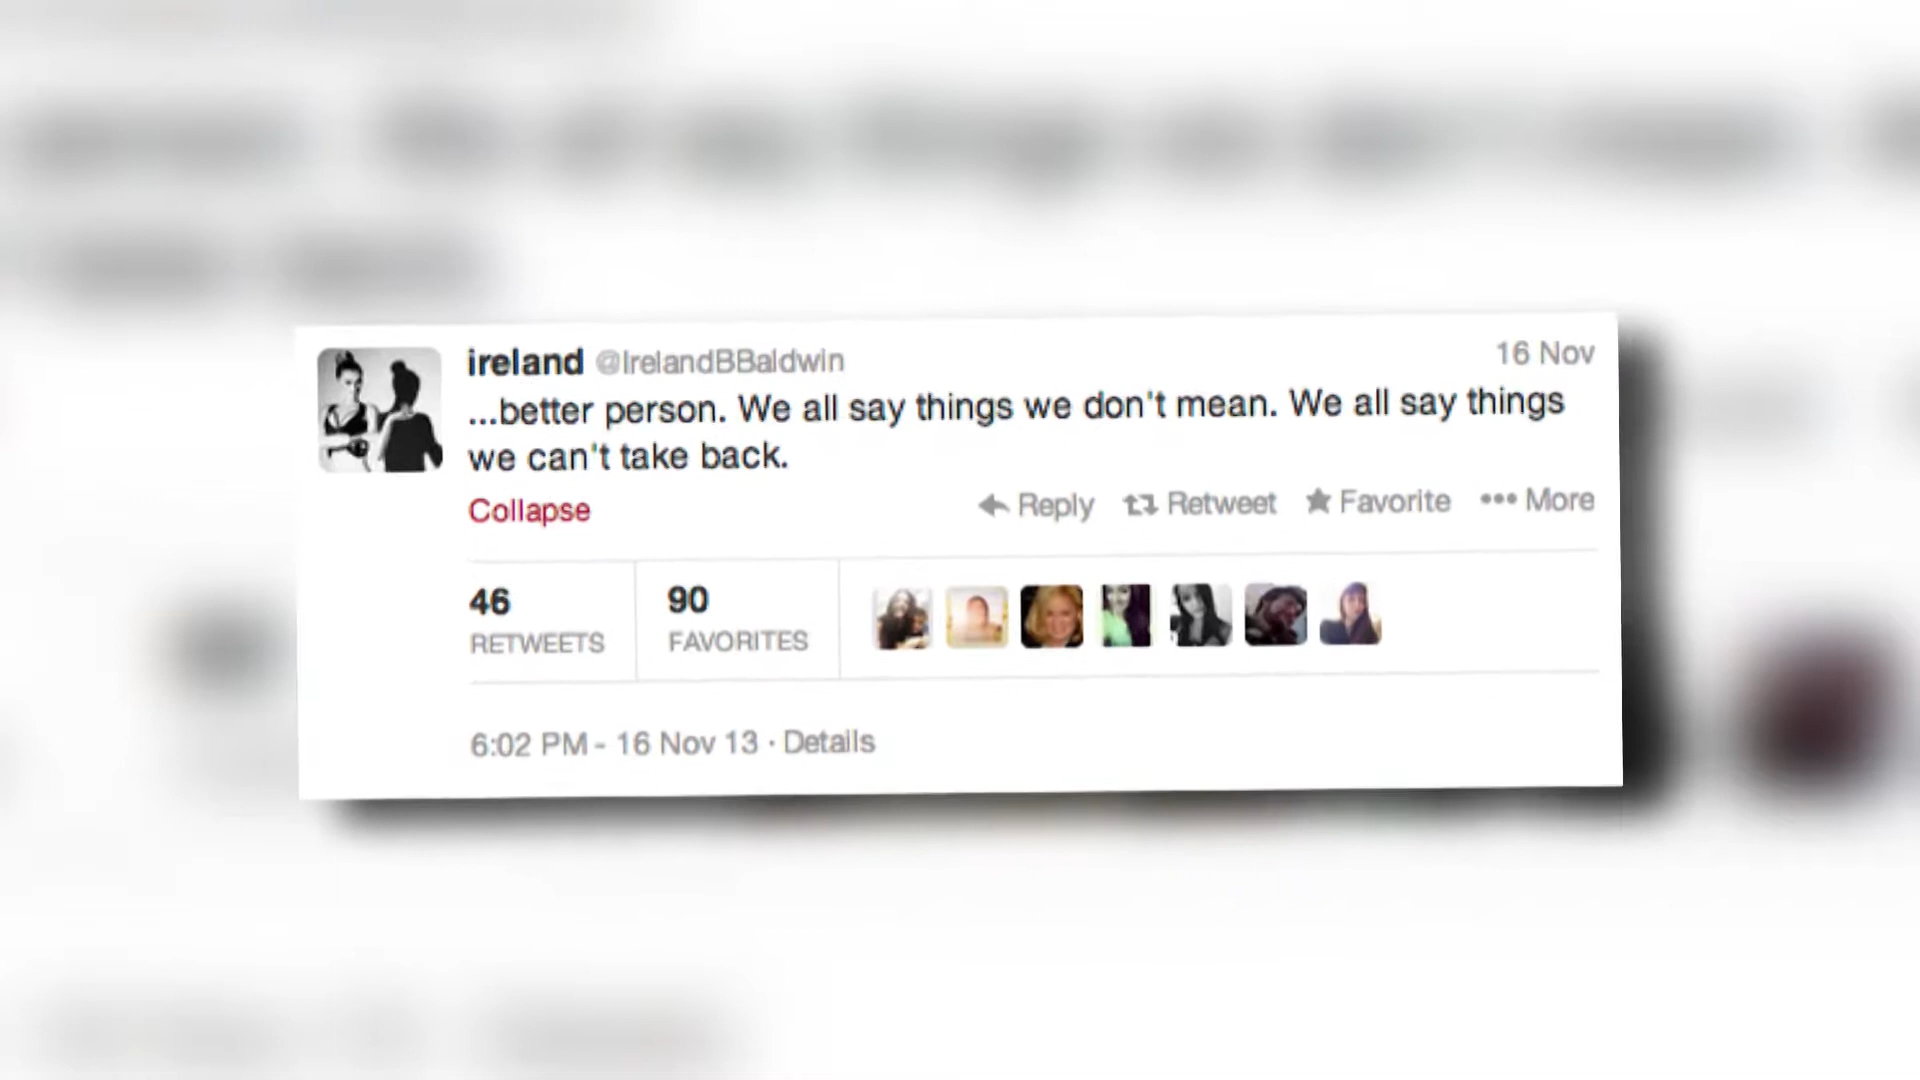 ireland @IrelandBBaldwin 16 Nov
...better person. We all say things we don't mean. We all say things
we can't take back.
Collapse Reply Retweet Favorite More
46 90
RETWEETS FAVORITES
6:02 PM - 16 Nov 13 · Details